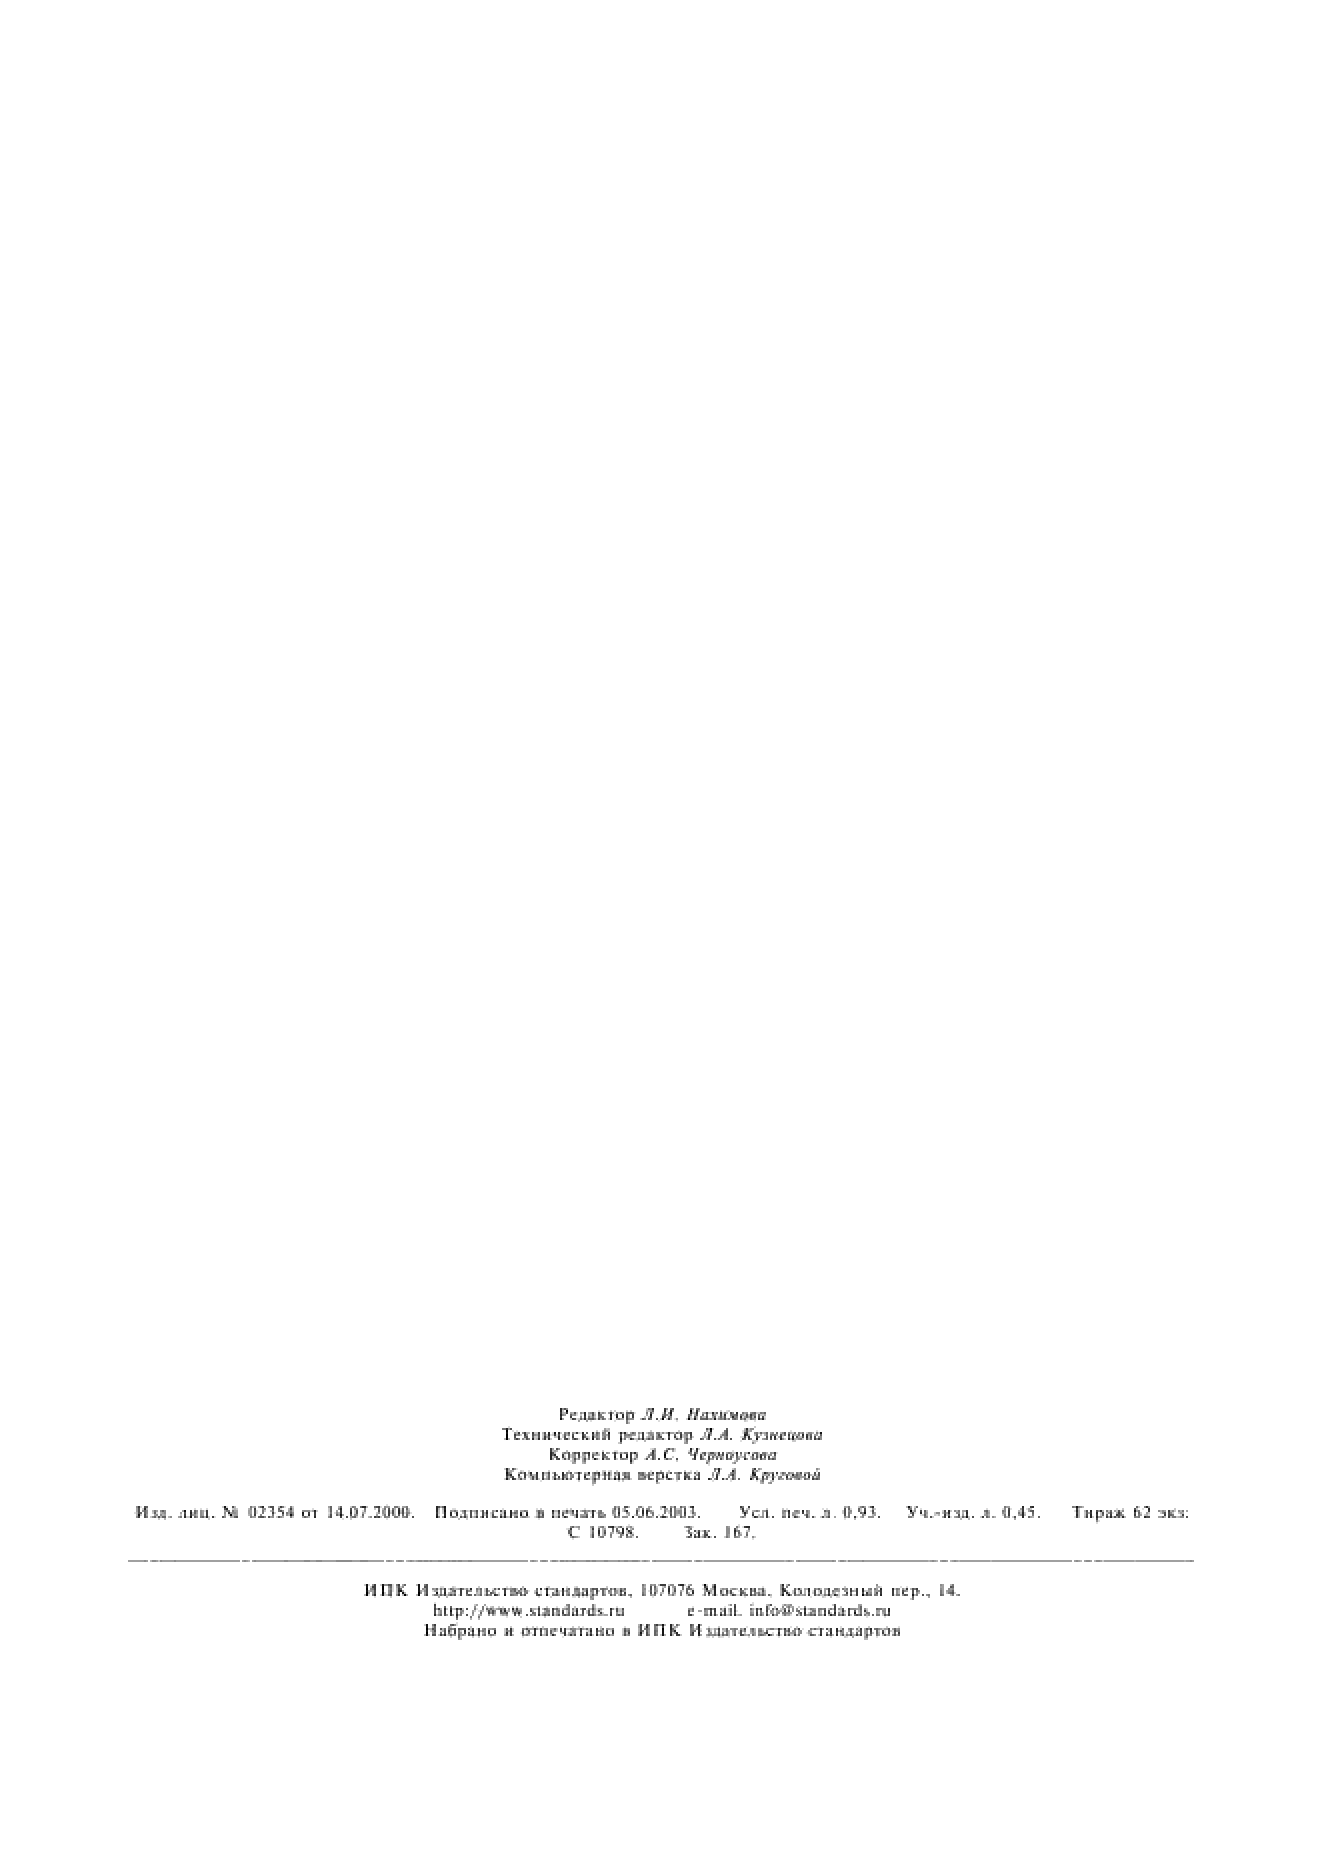 Редактор Л.И. Нахимова
Технический редактор Л.А. Кузнецова
Корректор А.С. Черноусова
Компьютерная верстка Л.А. Круговой
Изд. лиц. № 02354 от 14.07.2000. Подписано в печать 05.06.2003. Усл. печ. л. 0,93. Уч.-изд. л. 0,45. Тираж 62 экз.
С 10798. Зак. 167.
ИПК Издательство стандартов, 107076 Москва, Колодезный пер., 14.
http://www.standards.ru e-mail. info@standards.ru
Набрано и отпечатано в ИПК Издательство стандартов